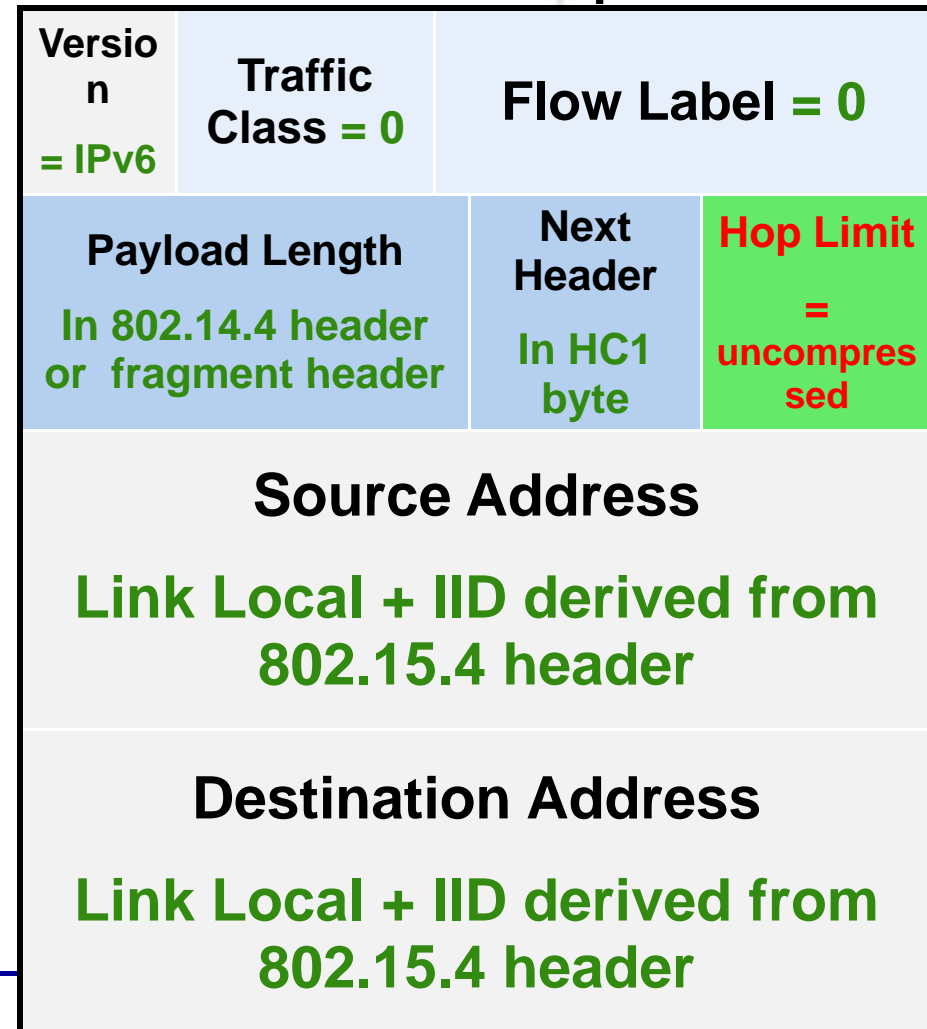 Versio
n
= IPv6
Traffic
Class = 0
Flow Label = 0
Payload Length
In 802.14.4 header
or fragment header
Next
Header
In HC1
byte
Hop Limit
=
uncompres
sed
Source Address
Link Local + IID derived from
802.15.4 header
Destination Address
Link Local + IID derived from
802.15.4 header